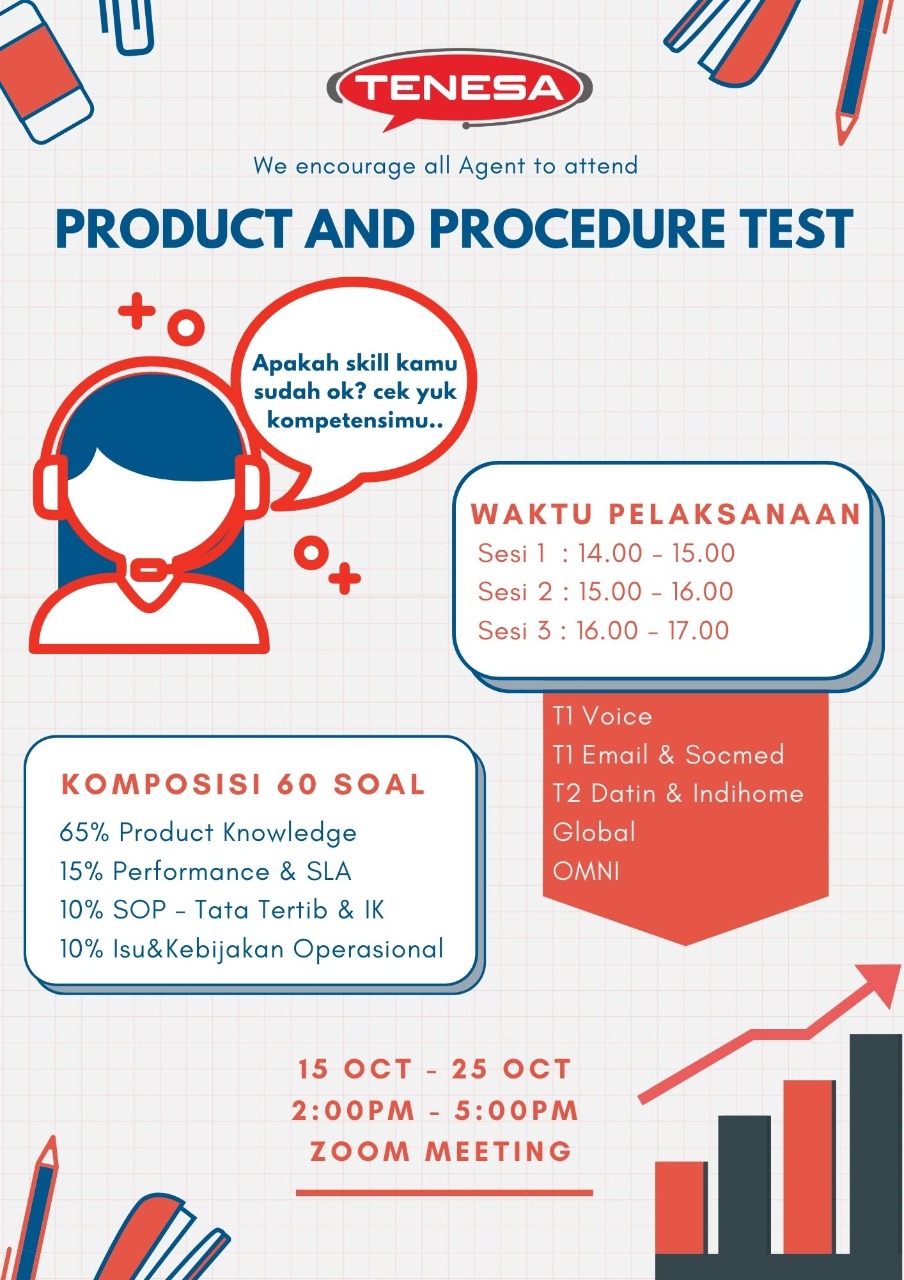 TENESA
We encourage all Agent to attend
PRODUCT AND PROCEDURE TEST
Apakah skill kamu
sudah ok? cek yuk
kompetensimu..
WAKTU PELAKSANAAN
Sesi 1 : 14.00 - 15.00
Sesi 2 : 15.00 - 16.00
Sesi 3 : 16.00 - 17.00
T1 Voice
T1 Email & Socmed
T2 Datin & Indihome
Global
OMNI
KOMPOSISI 60 SOAL
65% Product Knowledge
15% Performance & SLA
10% SOP - Tata Tertib & IK
10% Isu&Kebijakan Operasional
15 OCT - 25 OCT
2:00PM - 5:00PM
ZOOM MEETING